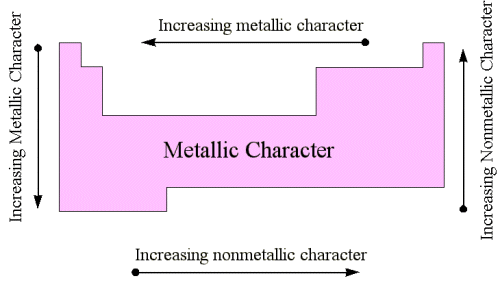 Increasing metallic character
Increasing Metallic Character
Metallic Character
Increasing Nonmetallic Character
Increasing nonmetallic character